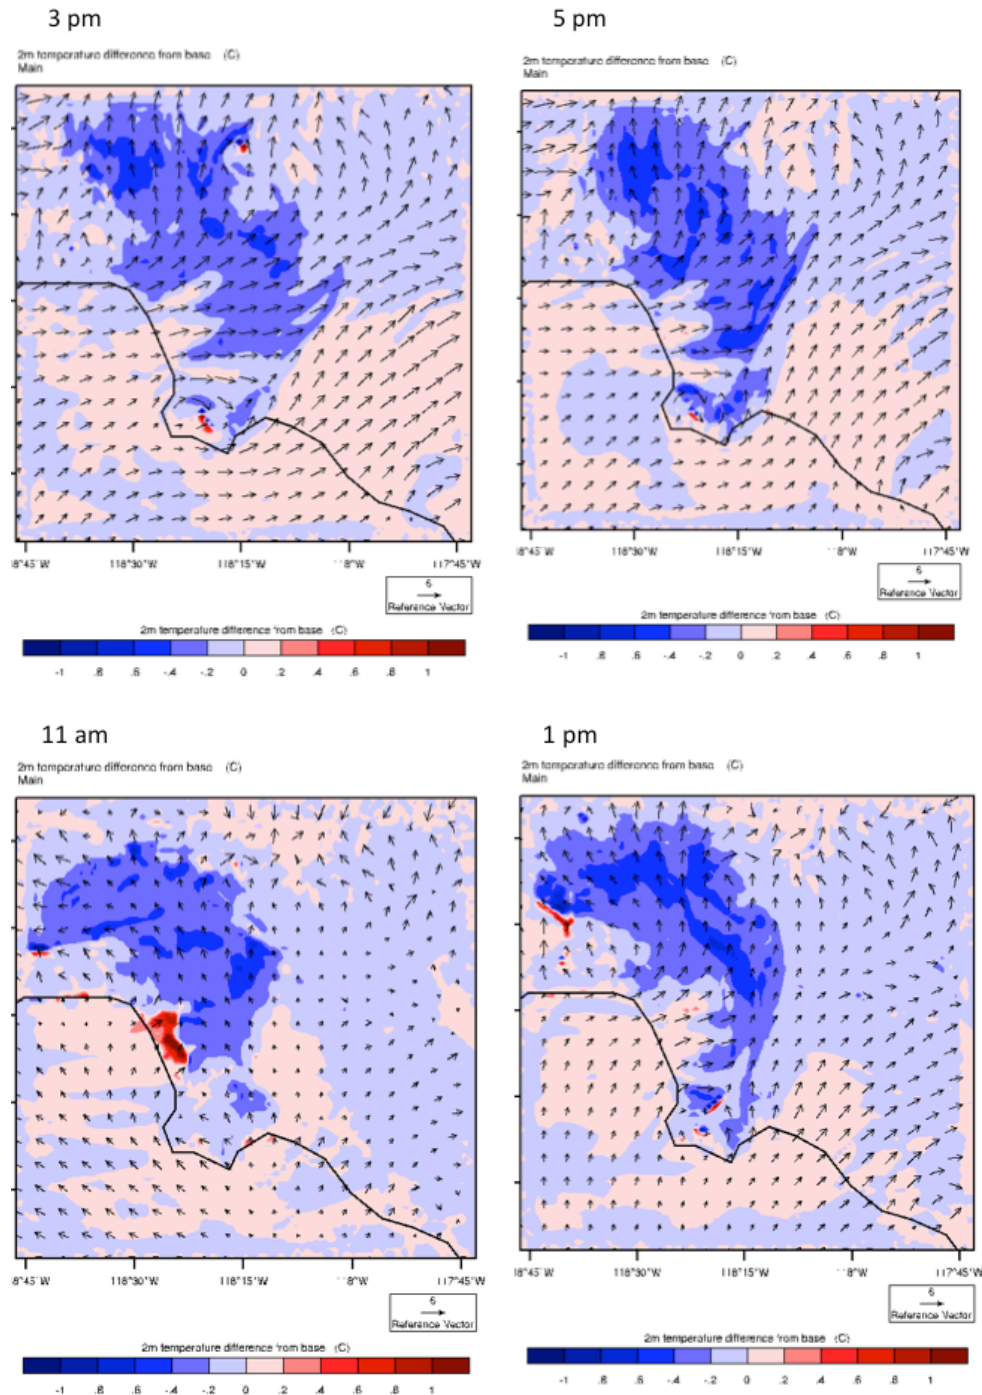 3 pm
2m temperature difference from base (C)
Main
118°30'W 118°15'W 118°W 117°45'W
6
Reference Vector
2m temperature difference from base (C)
-1 .8 .6 -.4 -.2 0 .2 .4 .6 .8 1
5 pm
2m temperature difference from base (C)
Main
118°30'W 118°15'W 118°W 117°45'W
6
Reference Vector
2m temperature difference from base (C)
-1 .8 .6 -.4 -.2 0 .2 .4 .6 .8 1
11 am
2m temperature difference from base (C)
Main
118°30'W 118°15'W 118°W 117°45'W
6
Reference Vector
2m temperature difference from base (C)
-1 .8 .6 -.4 -.2 0 .2 .4 .6 .8 1
1 pm
2m temperature difference from base (C)
Main
118°30'W 118°15'W 118°W 117°45'W
6
Reference Vector
2m temperature difference from base (C)
-1 .8 .6 -.4 -.2 0 .2 .4 .6 .8 1